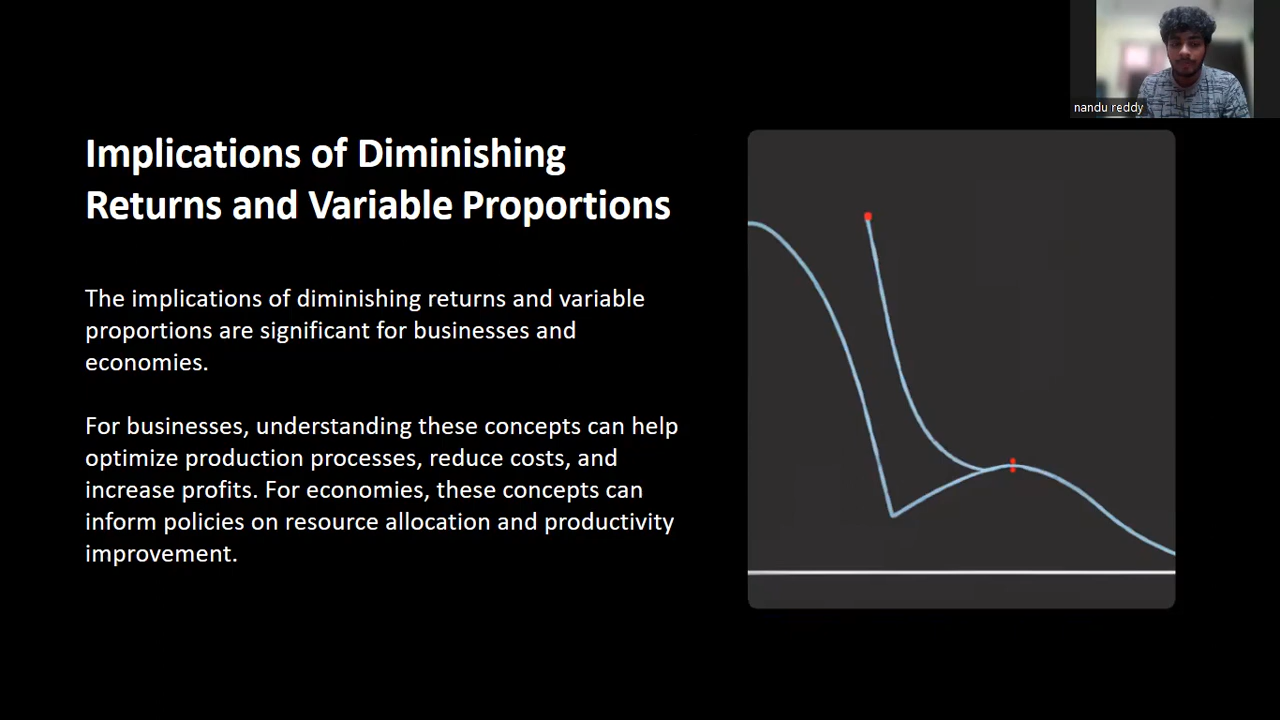 nandu reddy
Implications of Diminishing
Returns and Variable Proportions
The implications of diminishing returns and variable
proportions are significant for businesses and
economies.
For businesses, understanding these concepts can help
optimize production processes, reduce costs, and
increase profits. For economies, these concepts can
inform policies on resource allocation and productivity
improvement.